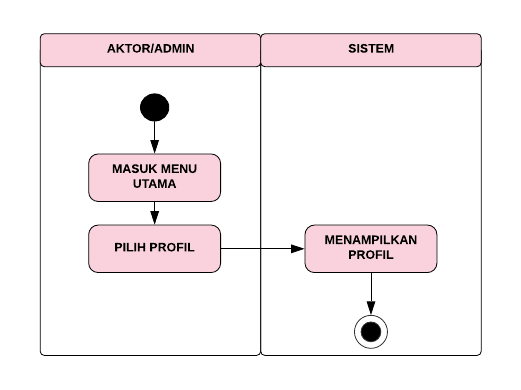 AKTOR/ADMIN
SISTEM
MASUK MENU
UTAMA
PILIH PROFIL
MENAMPILKAN
PROFIL